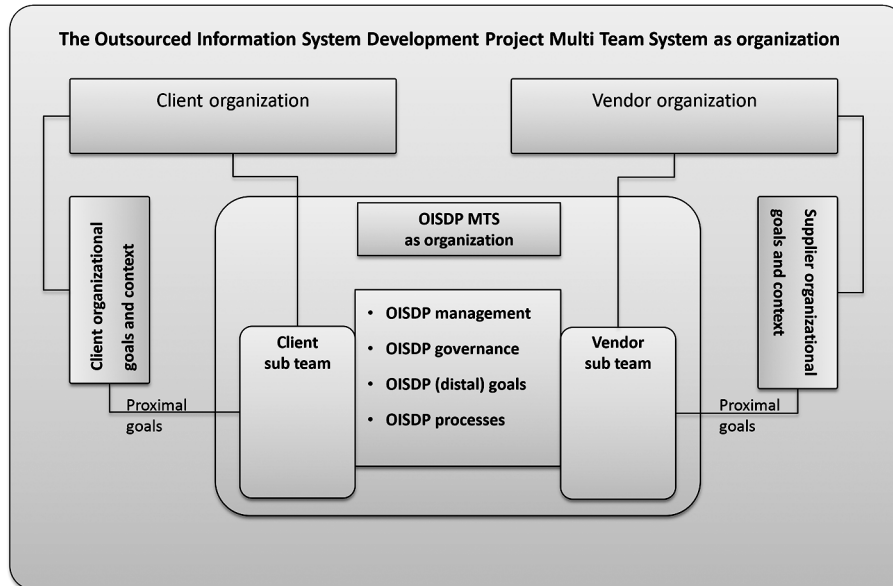 The Outsourced Information System Development Project Multi Team System as organization
Client organization
Vendor organization
Client organizational
goals and context
OISDP MTS
as organization
Supplier organizational
goals and context
Client
sub team
• OISDP management
• OISDP governance
• OISDP (distal) goals
• OISDP processes
Vendor
sub team
Proximal
goals
Proximal
goals